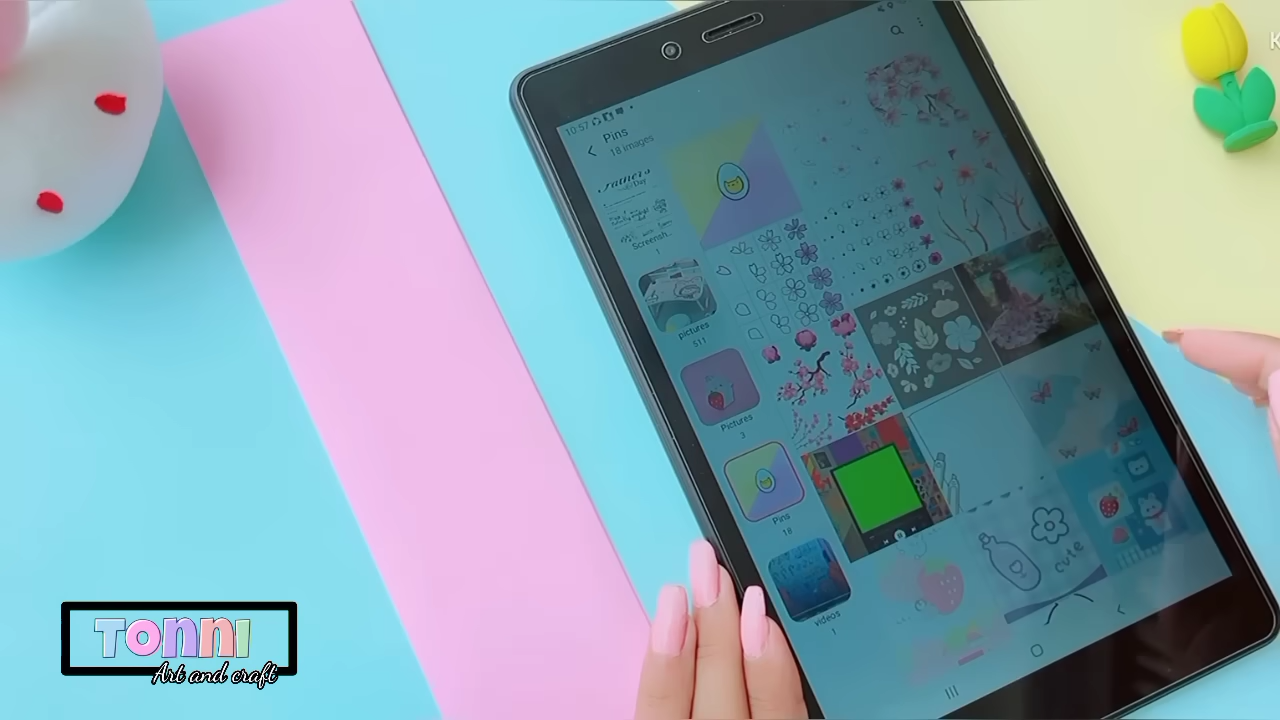 K
10:57
Pins
18 images
Father's
Day
Screensh...
pictures
511
Pictures
3
Pins
18
videos
1
cute
TONNI
Art and craft